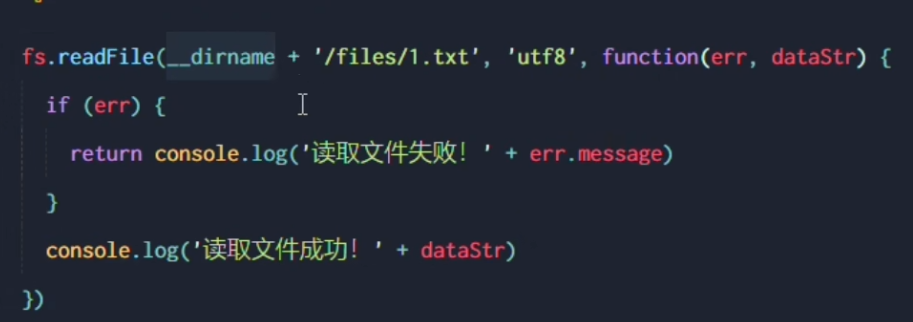 fs.readFile(__dirname + '/files/1.txt', 'utf8', function(err, dataStr) {
if (err) {
return console.log('读取文件失败！' + err.message)
}
console.log('读取文件成功！' + dataStr)
})